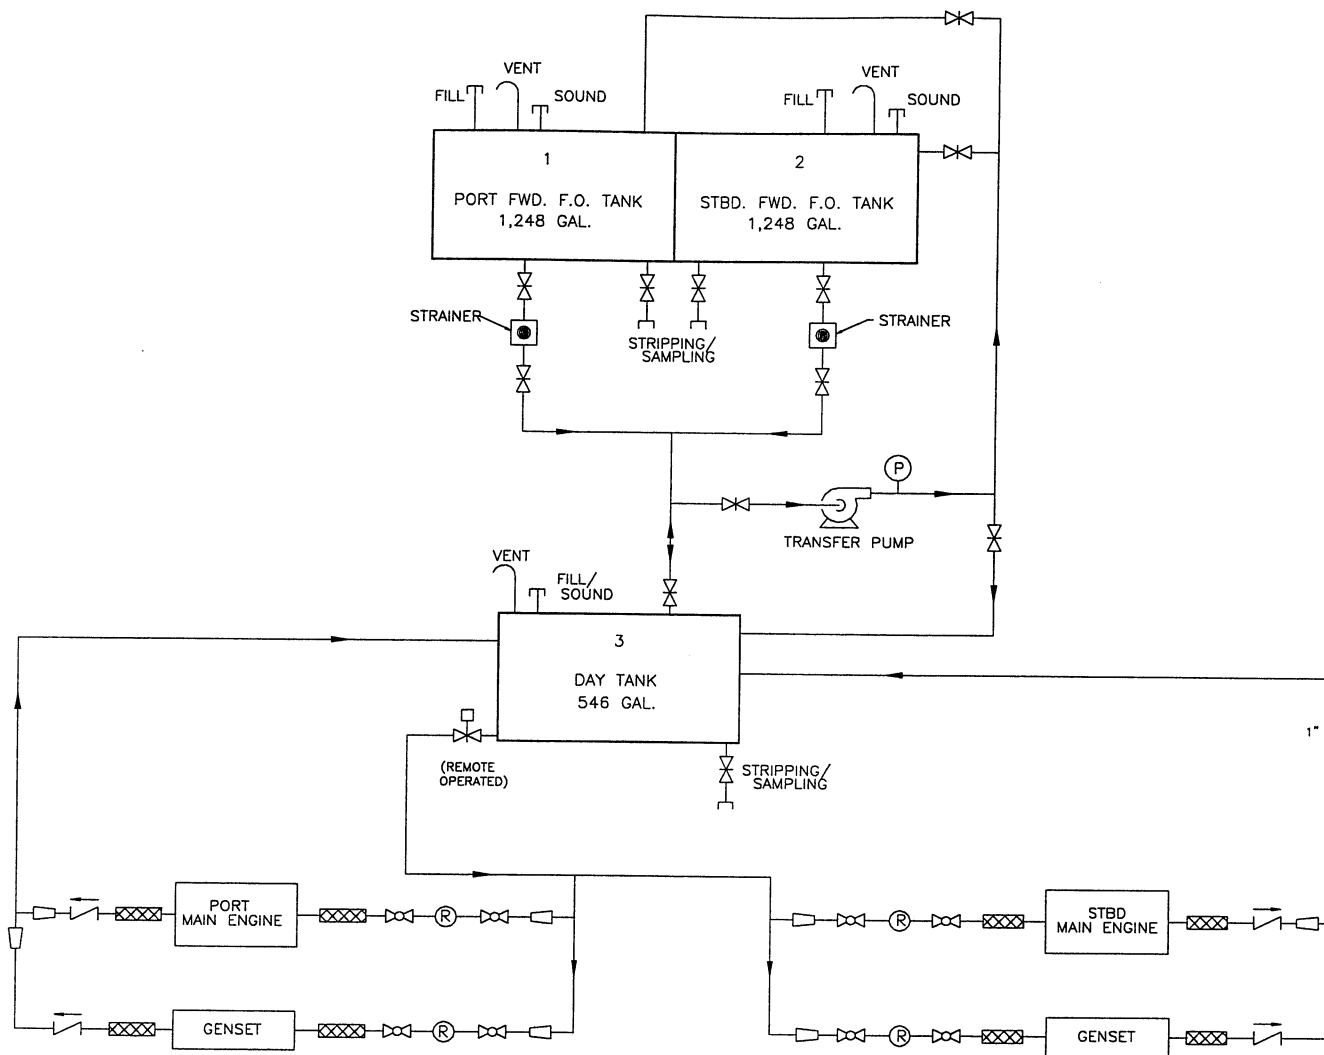 VENT
FILL
SOUND
VENT
FILL
SOUND
1
PORT FWD. F.O. TANK
1,248 GAL.
2
STBD. FWD. F.O. TANK
1,248 GAL.
STRAINER
STRIPPING/
SAMPLING
STRAINER
P
TRANSFER PUMP
VENT
FILL/
SOUND
3
DAY TANK
546 GAL.
(REMOTE
OPERATED)
STRIPPING/
SAMPLING
1"
PORT
MAIN ENGINE
R
R
STBD
MAIN ENGINE
GENSET
R
R
GENSET